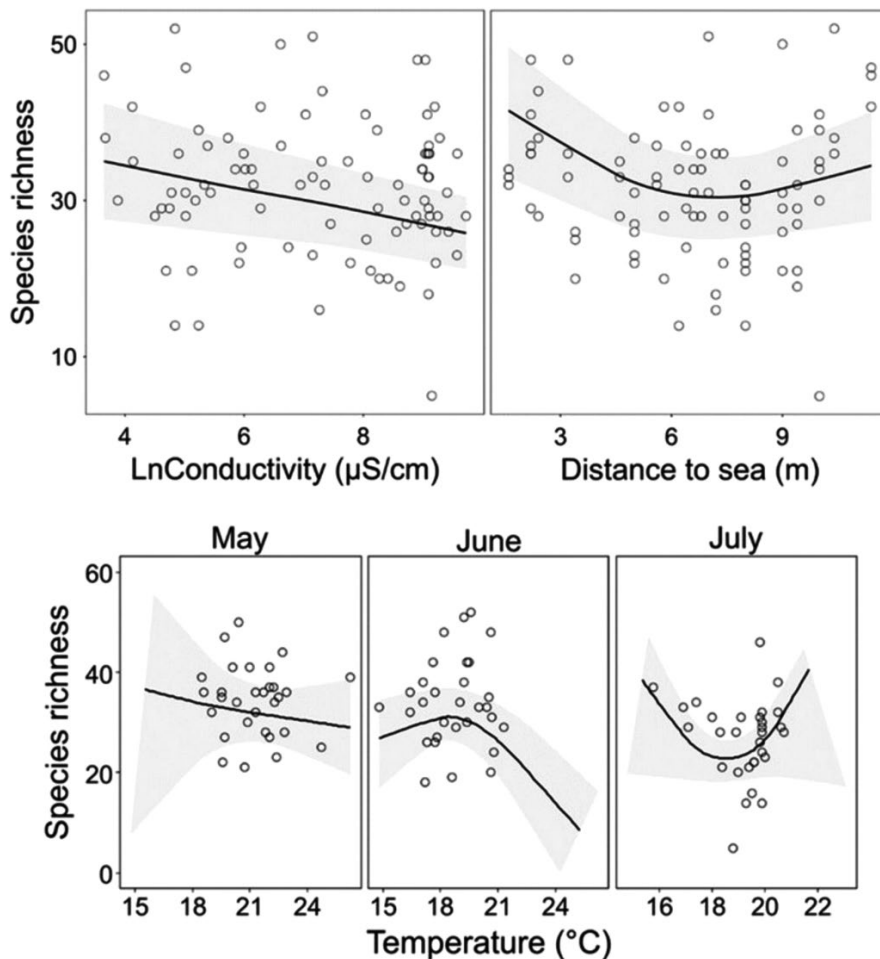 Species richness
50
30
10
4 6 8
3 6 9
LnConductivity (µS/cm)
Distance to sea (m)
May June July
Species richness
60
40
20
0
15 18 21 24
15 18 21 24
16 18 20 22
Temperature (°C)